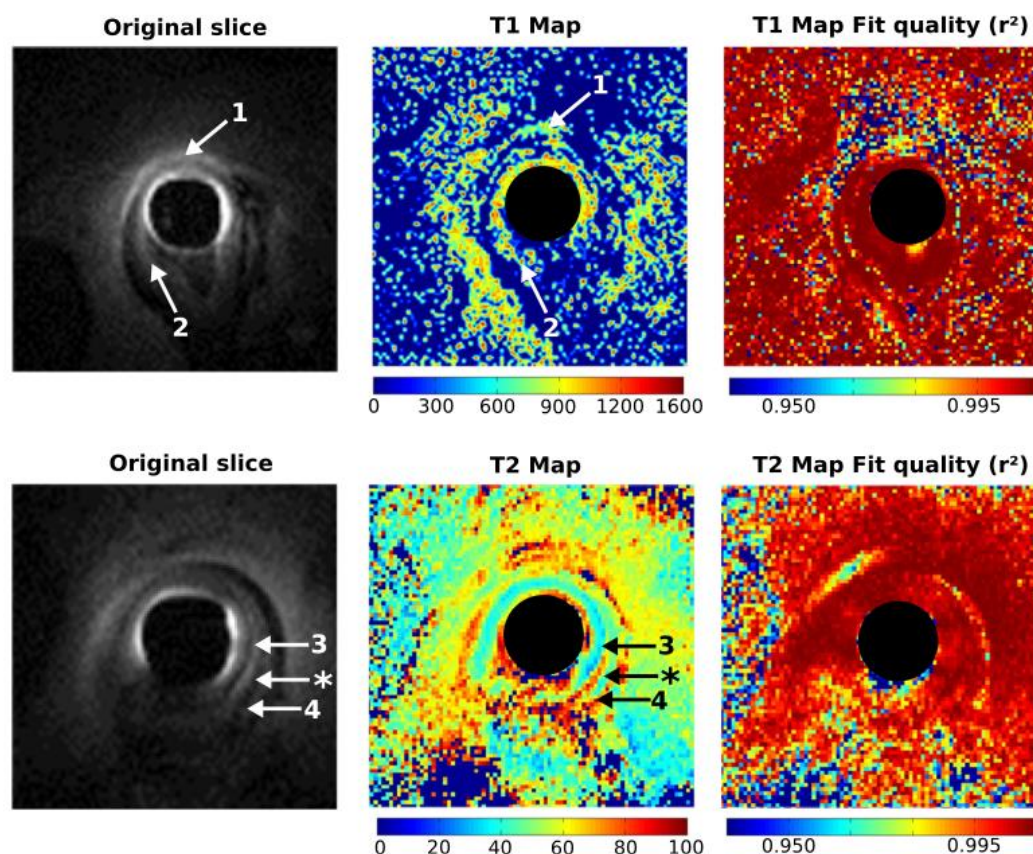 Original slice T1 Map T1 Map Fit quality (r²)
1 1
2 2
0 300 600 900 1200 1600 0.950 0.995
Original slice T2 Map T2 Map Fit quality (r²)
3 3
* *
4 4
0 20 40 60 80 100 0.950 0.995